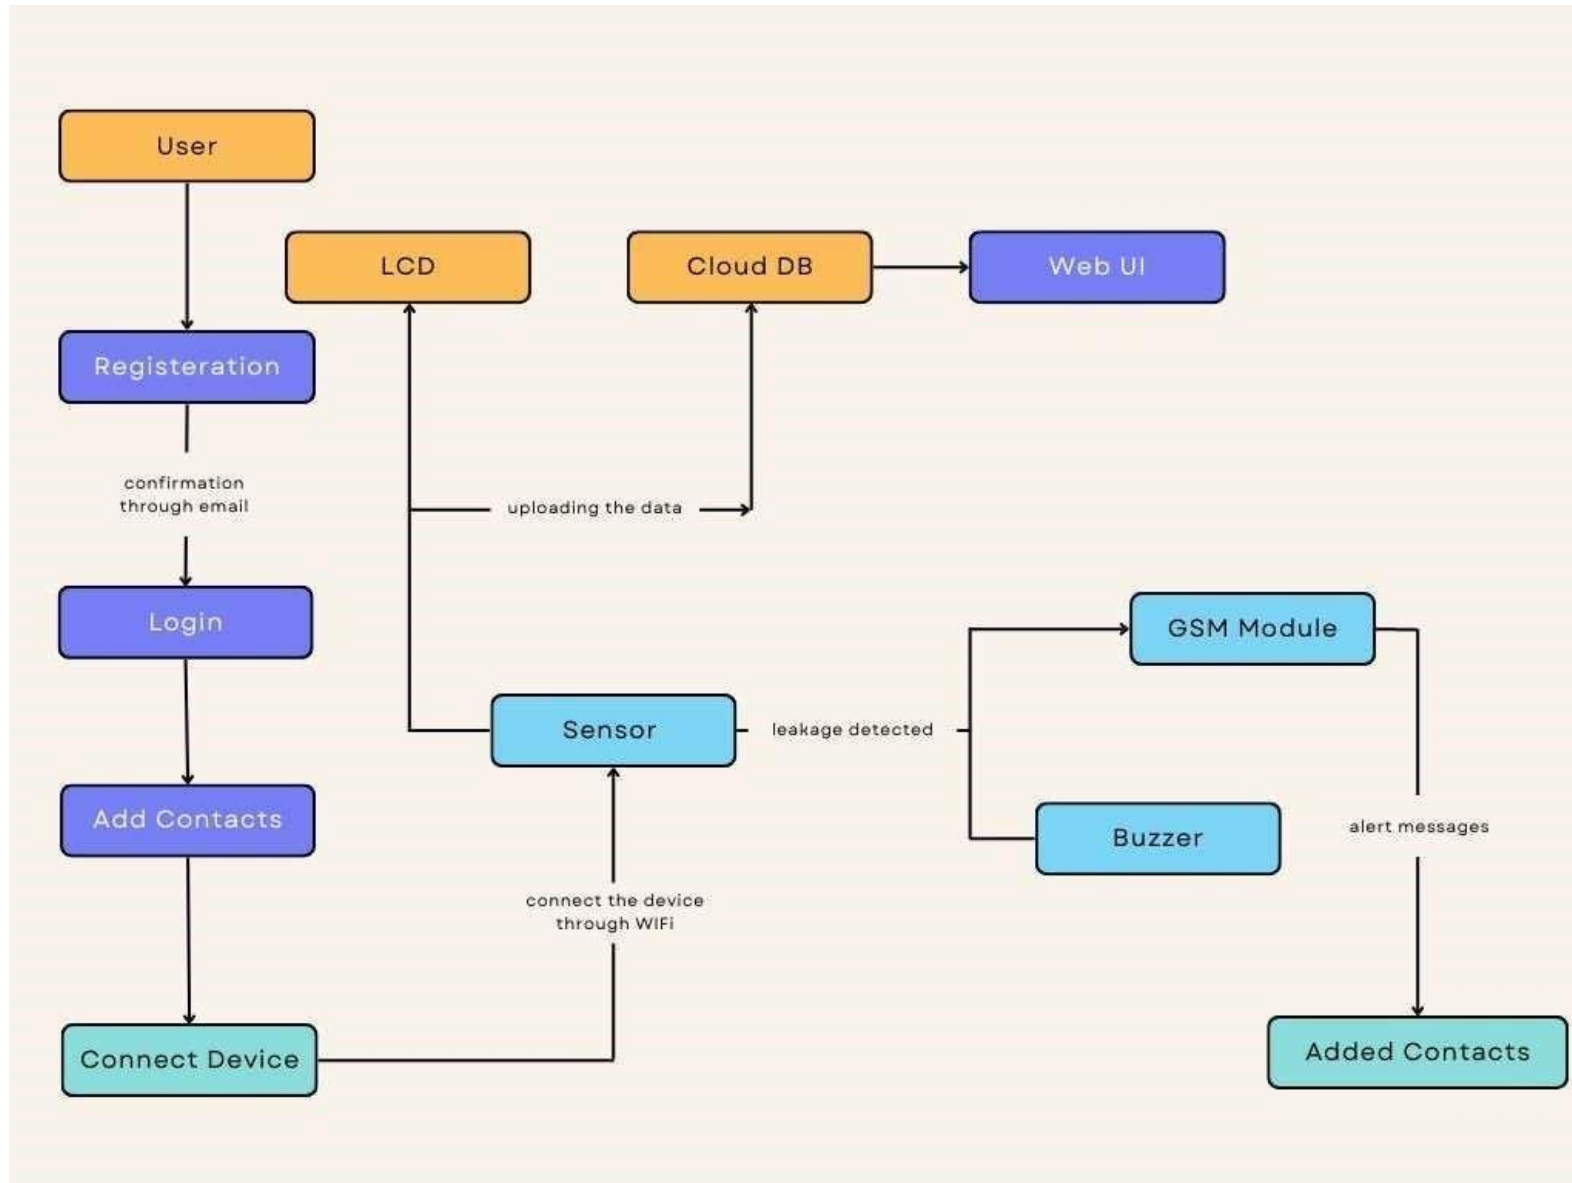 User
LCD
Cloud DB
Web UI
Registeration
confirmation
through email
uploading the data
Login
GSM Module
Sensor
leakage detected
Add Contacts
Buzzer
alert messages
connect the device
through WIFi
Connect Device
Added Contacts